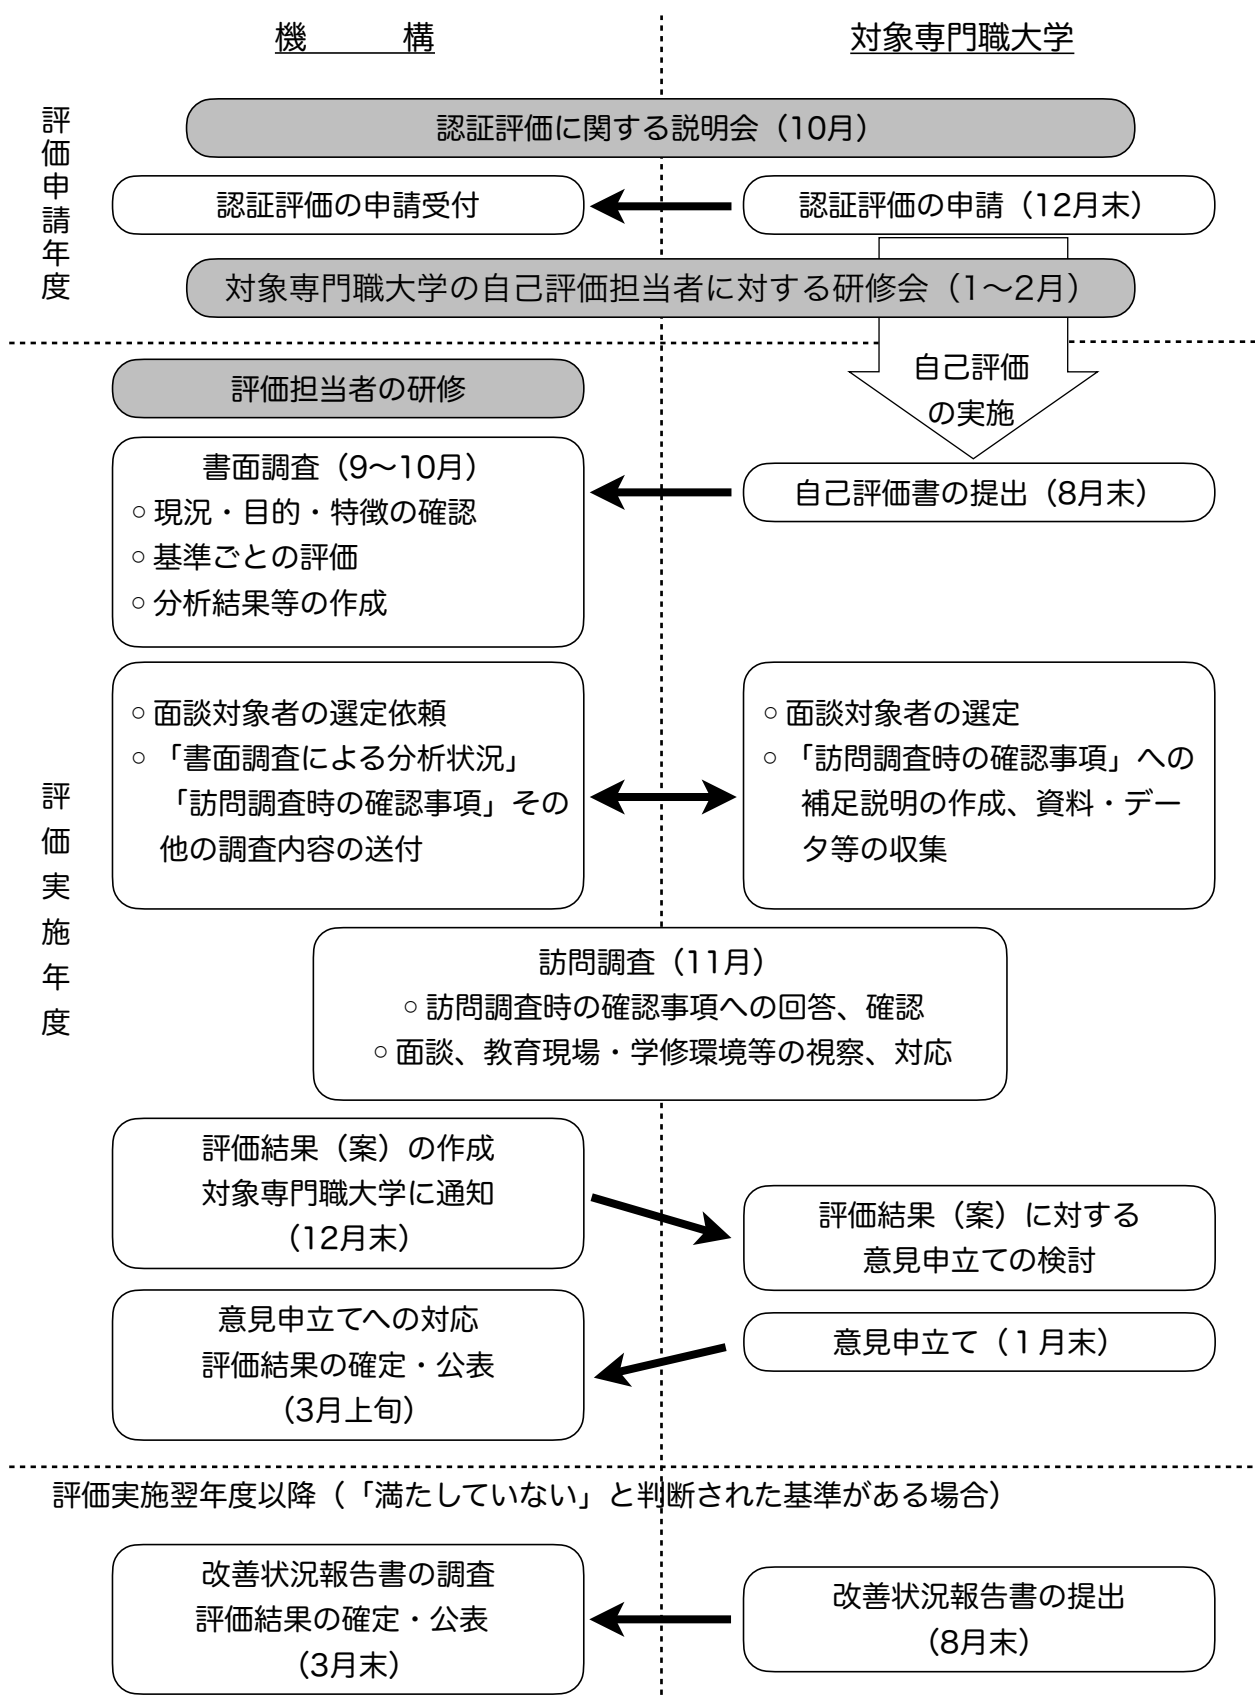 機　　　構
対象専門職大学
評価申請年度
認証評価に関する説明会（10月）
認証評価の申請受付
認証評価の申請（12月末）
対象専門職大学の自己評価担当者に対する研修会（1～2月）
自己評価
の実施
評価実施年度
評価担当者の研修
書面調査（9～10月）
○ 現況・目的・特徴の確認
○ 基準ごとの評価
○ 分析結果等の作成
自己評価書の提出（8月末）
○ 面談対象者の選定依頼
○ 「書面調査による分析状況」
「訪問調査時の確認事項」その
他の調査内容の送付
○ 面談対象者の選定
○ 「訪問調査時の確認事項」への
補足説明の作成、資料・デー
タ等の収集
訪問調査（11月）
○ 訪問調査時の確認事項への回答、確認
○ 面談、教育現場・学修環境等の視察、対応
評価結果（案）の作成
対象専門職大学に通知
（12月末）
評価結果（案）に対する
意見申立ての検討
意見申立て（１月末）
意見申立てへの対応
評価結果の確定・公表
（3月上旬）
評価実施翌年度以降（「満たしていない」と判断された基準がある場合）
改善状況報告書の調査
評価結果の確定・公表
（3月末）
改善状況報告書の提出
（8月末）